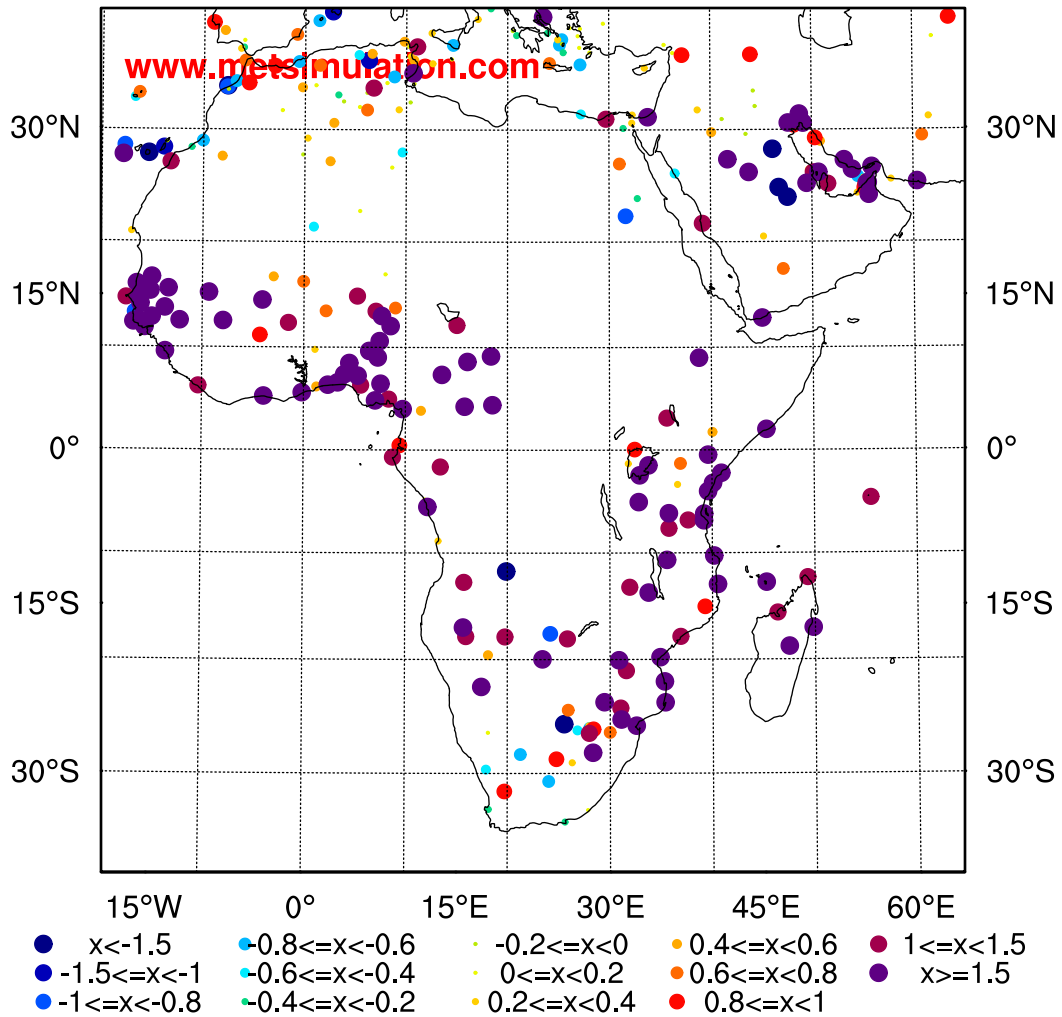 www.metsimulation.com
30°N 30°N
15°N 15°N
0° 0°
15°S 15°S
30°S 30°S
15°W 0° 15°E 30°E 45°E 60°E
x<-1.5 -0.8<=x<-0.6 -0.2<=x<0 0.4<=x<0.6 1<=x<1.5
-1.5<=x<-1 -0.6<=x<-0.4 0<=x<0.2 0.6<=x<0.8 x>=1.5
-1<=x<-0.8 -0.4<=x<-0.2 0.2<=x<0.4 0.8<=x<1